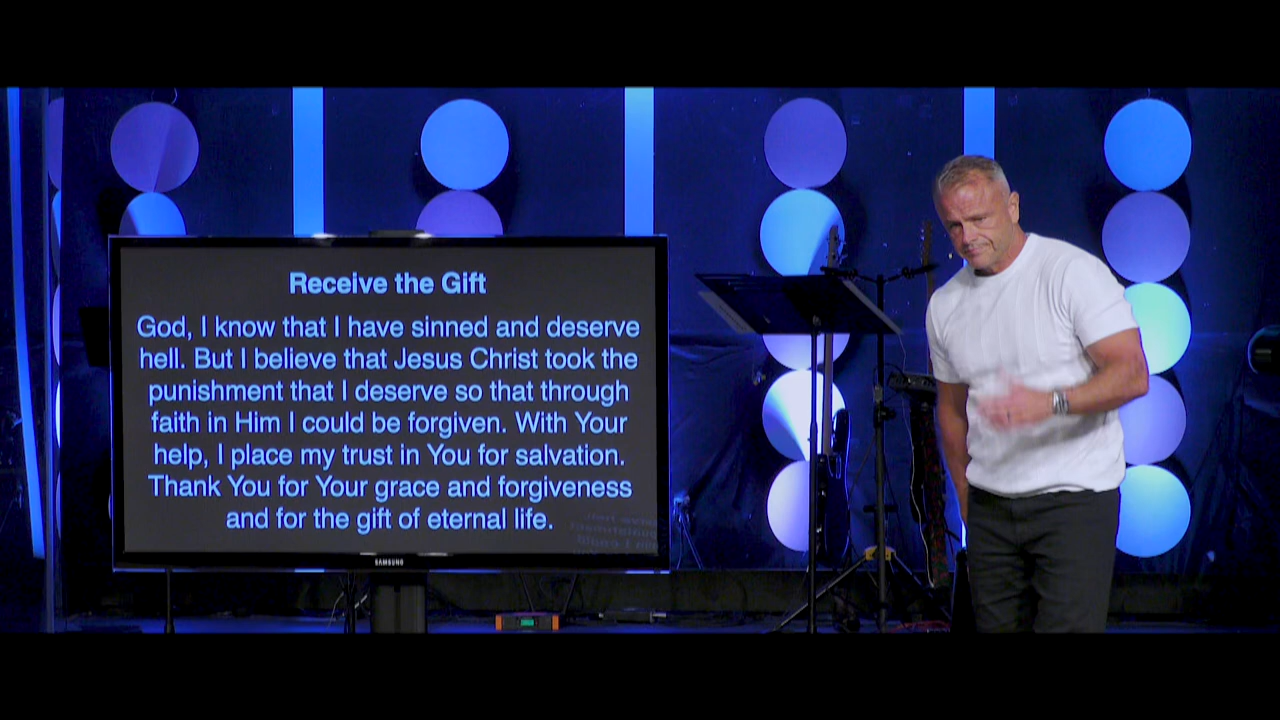 Receive the Gift
God, I know that I have sinned and deserve
hell. But I believe that Jesus Christ took the
punishment that I deserve so that through
faith in Him I could be forgiven. With Your
help, I place my trust in You for salvation.
Thank You for Your grace and forgiveness
and for the gift of eternal life.
SAMSUNG